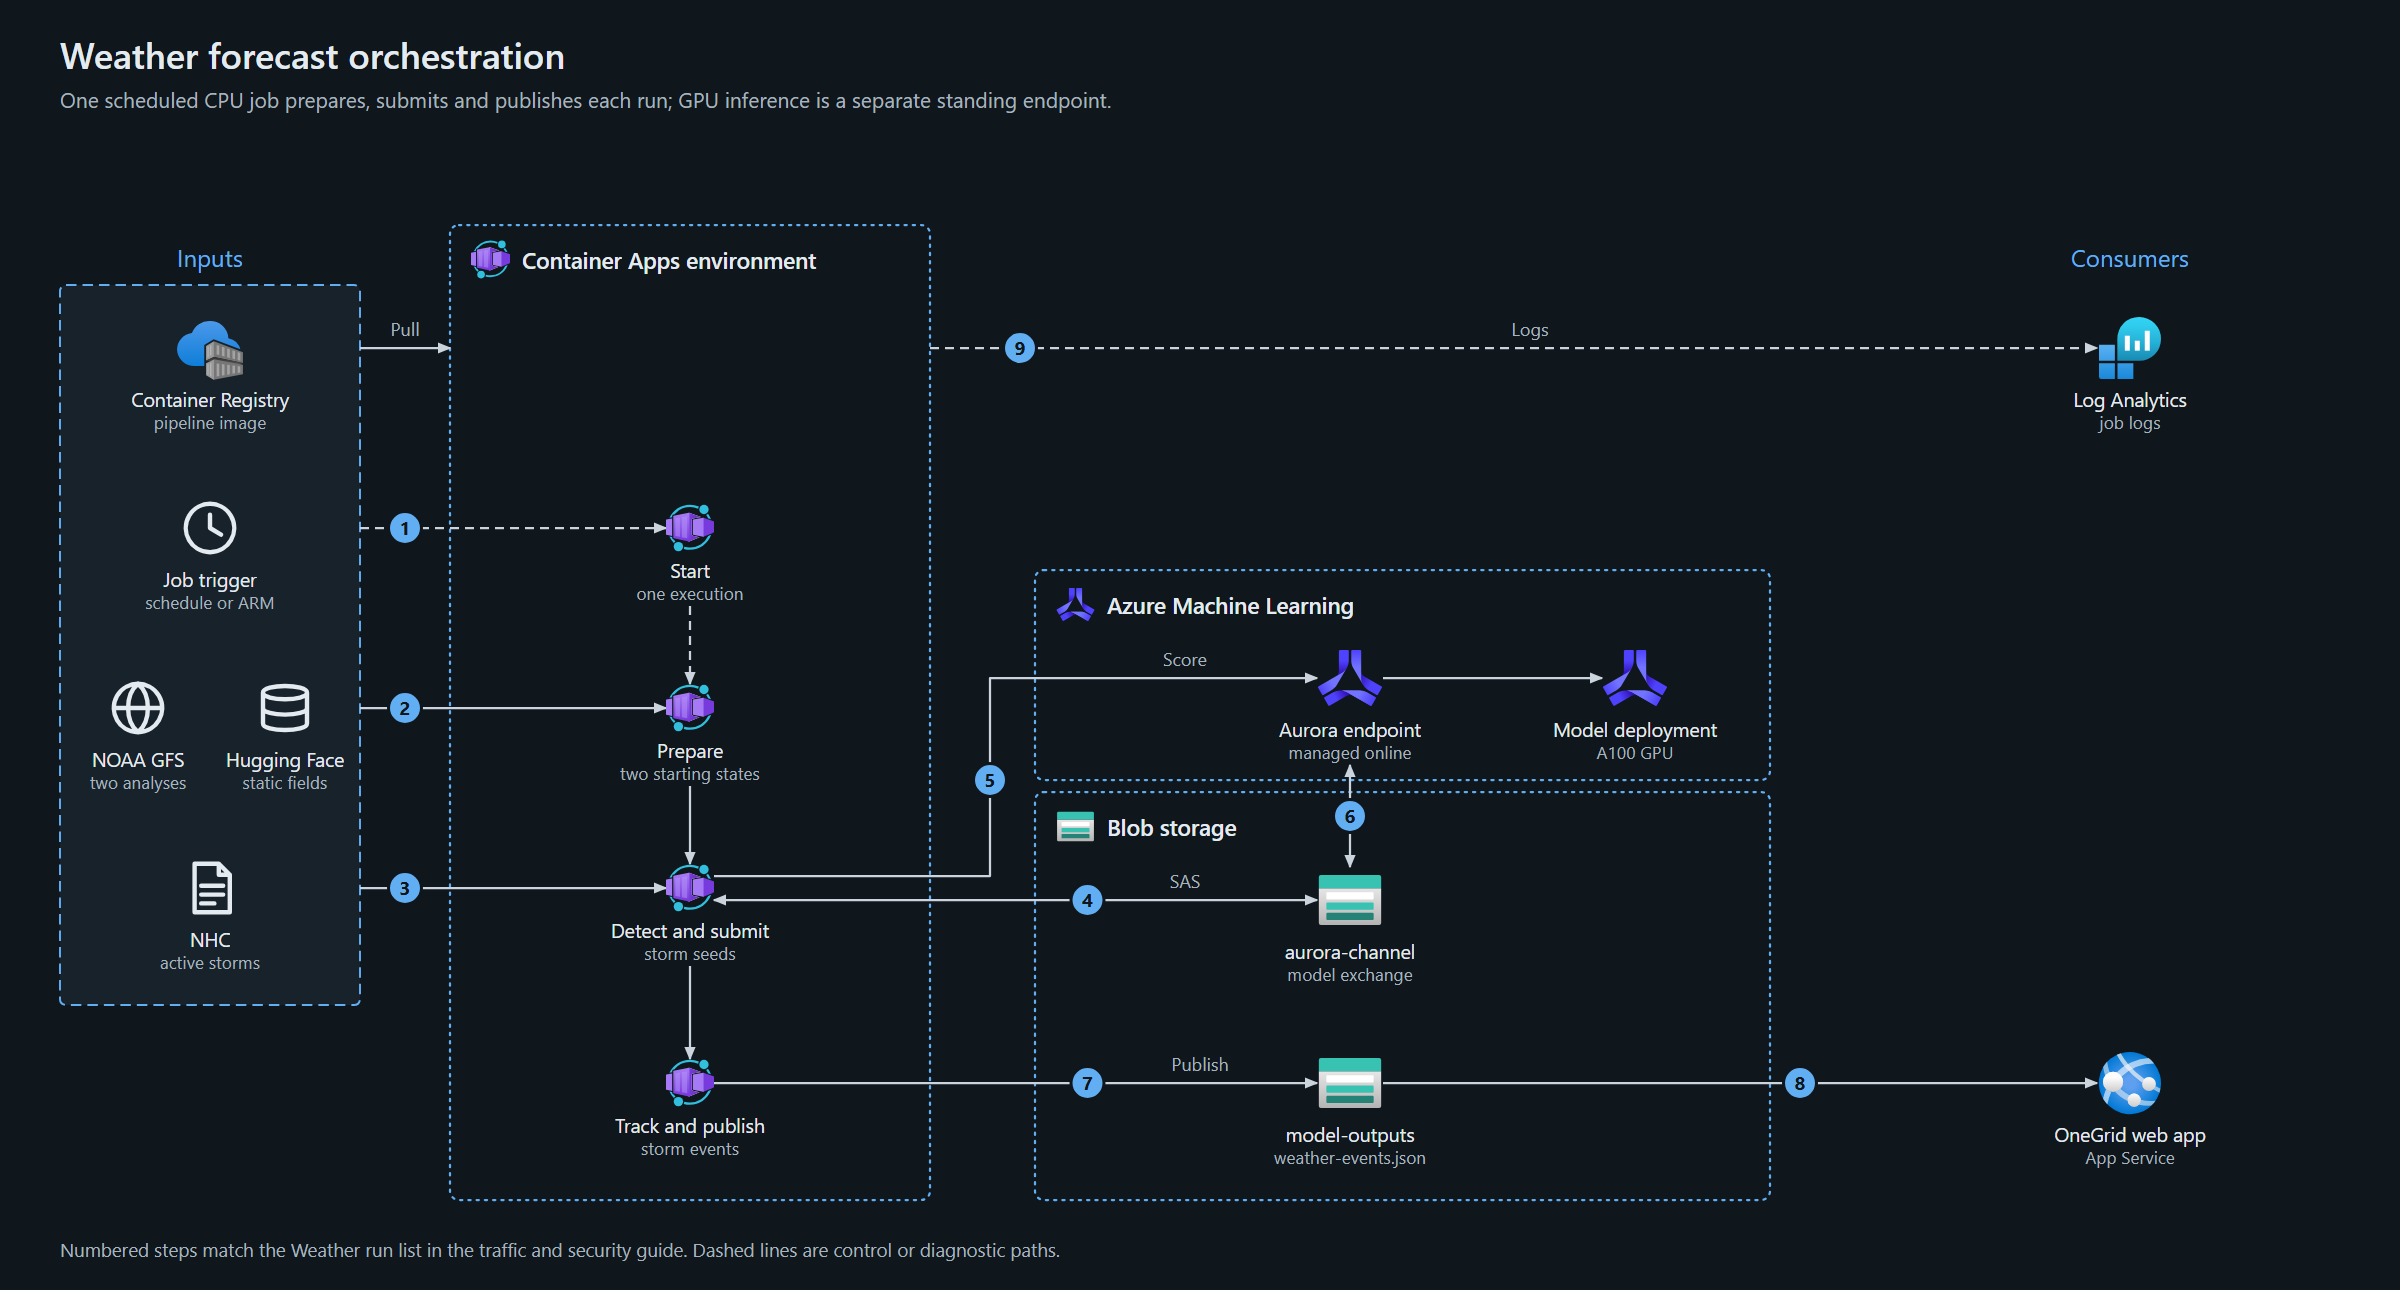 Weather forecast orchestration
One scheduled CPU job prepares, submits and publishes each run; GPU inference is a separate standing endpoint.
Inputs
Container Registry
pipeline image
Job trigger
schedule or ARM
NOAA GFS
two analyses
Hugging Face
static fields
NHC
active storms
Pull
1
2
3
Container Apps environment
Start
one execution
Prepare
two starting states
Detect and submit
storm seeds
Track and publish
storm events
9
Logs
5
Azure Machine Learning
Score
Aurora endpoint
managed online
Model deployment
A100 GPU
6
Blob storage
4
SAS
aurora-channel
model exchange
7
Publish
model-outputs
weather-events.json
8
Consumers
Log Analytics
job logs
OneGrid web app
App Service
Numbered steps match the Weather run list in the traffic and security guide. Dashed lines are control or diagnostic paths.